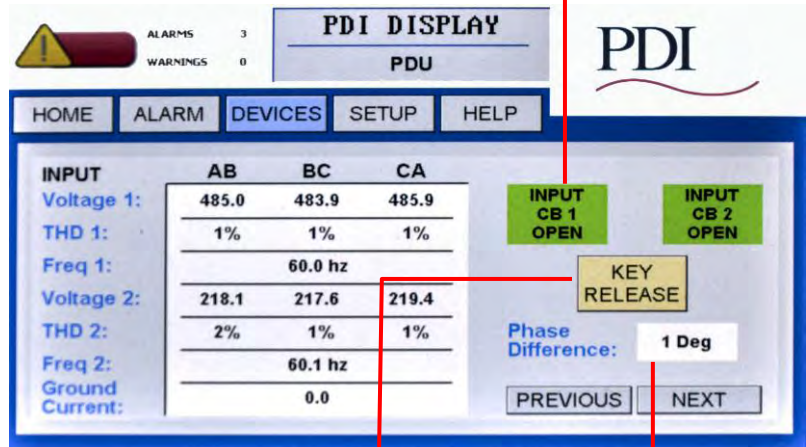 ALARMS 3
WARNINGS 0
PDI DISPLAY
PDU
PDI
HOME ALARM DEVICES SETUP HELP
INPUT AB BC CA
Voltage 1: 485.0 483.9 485.9
THD 1: 1% 1% 1%
Freq 1: 60.0 hz
Voltage 2: 218.1 217.6 219.4
THD 2: 2% 1% 1%
Freq 2: 60.1 hz
Ground
Current: 0.0
INPUT
CB 1
OPEN
INPUT
CB 2
OPEN
KEY
RELEASE
Phase
Difference: 1 Deg
PREVIOUS NEXT